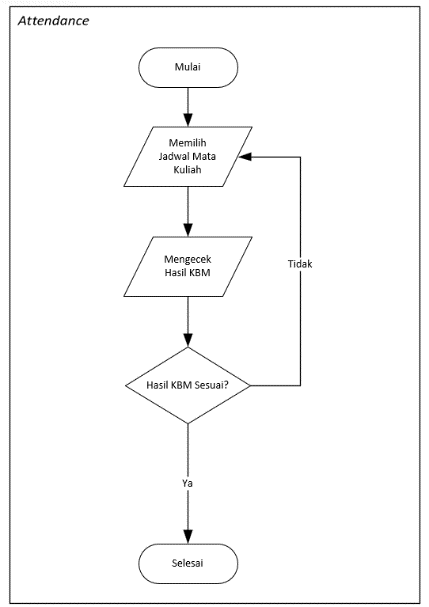 Attendance
Mulai
Memilih
Jadwal Mata
Kuliah
Mengecek
Hasil KBM
Tidak
Hasil KBM Sesuai?
Ya
Selesai